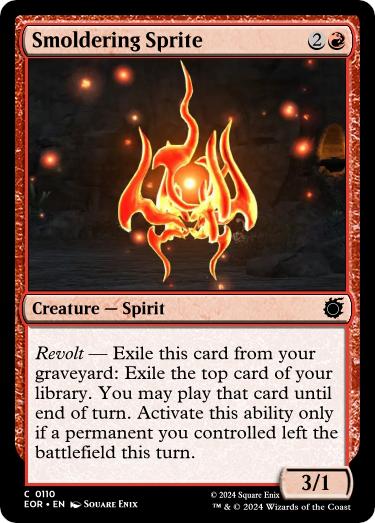 Smoldering Sprite 2
Creature — Spirit
Revolt — Exile this card from your
graveyard: Exile the top card of your
library. You may play that card until
end of turn. Activate this ability only
if a permanent you controlled left the
battlefield this turn.
3/1
C 0110
EOR • EN Square Enix
© 2024 Square Enix
™ & © 2024 Wizards of the Coast